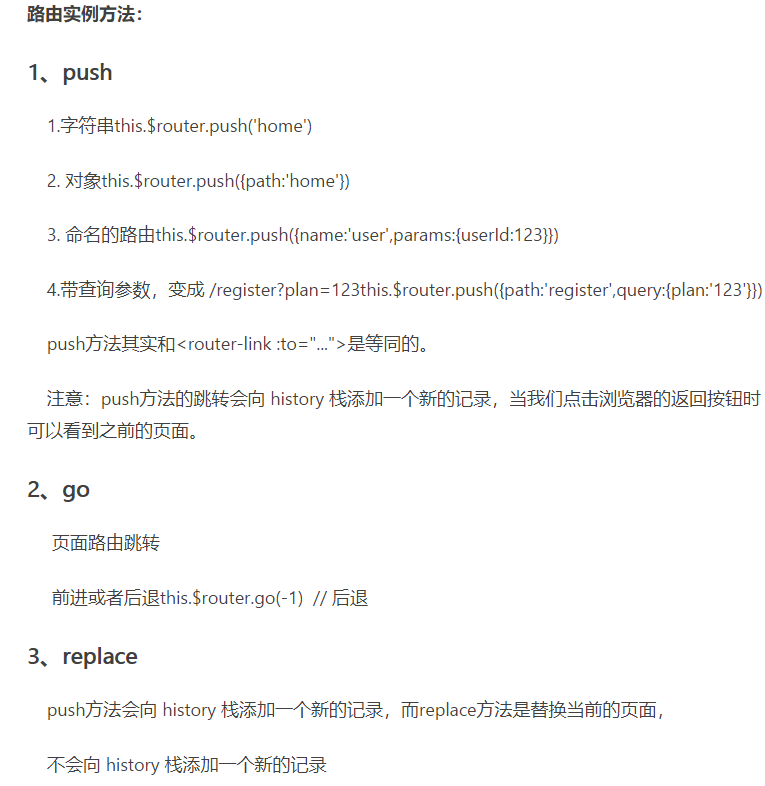 路由实例方法：
1、push
1.字符串this.$router.push('home')
2. 对象this.$router.push({path:'home'})
3. 命名的路由this.$router.push({name:'user',params:{userId:123}})
4.带查询参数，变成 /register?plan=123this.$router.push({path:'register',query:{plan:'123'}})
push方法其实和<router-link :to="...">是等同的。
注意：push方法的跳转会向 history 栈添加一个新的记录，当我们点击浏览器的返回按钮时
可以看到之前的页面。
2、go
页面路由跳转
前进或者后退this.$router.go(-1)  // 后退
3、replace
push方法会向 history 栈添加一个新的记录，而replace方法是替换当前的页面，
不会向 history 栈添加一个新的记录